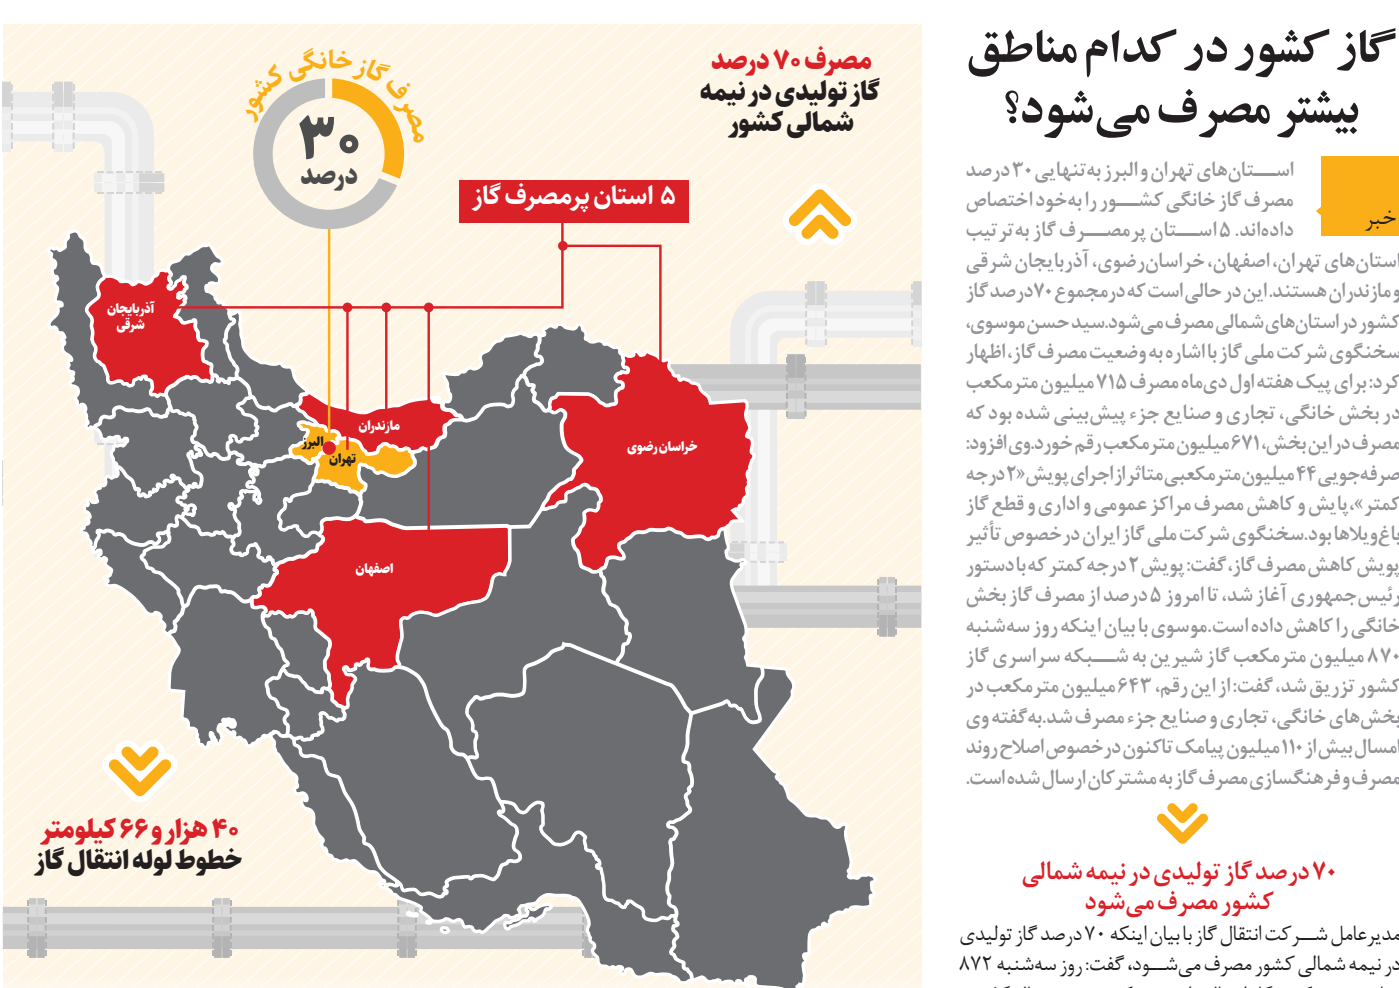 گاز کشور در کدام مناطق
بیشتر مصرف می‌شود؟
خبر
اسـتان‌های تهران و البرز به‌تنهایی ۳۰ درصد
مصرف گاز خانگی کشـور را به‌خود اختصاص
داده‌اند. ۵ اسـتان پرمصـرف گاز به ترتیب
استان‌های تهران، اصفهان، خراسان‌رضوی، آذربایجان شرقی
و مازندران هستند. این در حالی است که در مجموع ۷۰ درصد گاز
کشور در استان‌های شمالی مصرف می‌شود. سید حسن موسوی،
سخنگوی شرکت ملی گاز با اشاره به وضعیت مصرف گاز، اظهار
کرد: برای پیک هفته اول دی‌ماه مصرف ۷۱۵ میلیون مترمکعب
در بخش خانگی، تجاری و صنایع جزء پیش‌بینی شده بود که
مصرف در این بخش، ۶۷۱ میلیون مترمکعب رقم خورد. وی افزود:
صرفه‌جویی ۴۴ میلیون مترمکعبی متاثر از اجرای پویش «۲ درجه
کمتر»، پایش و کاهش مصرف مراکز عمومی و اداری و قطع گاز
باغ‌ویلاها بود. سخنگوی شرکت ملی گاز ایران در خصوص تأثیر
پویش کاهش مصرف گاز، گفت: پویش ۲ درجه کمتر که با دستور
رئیس‌جمهوری آغاز شد، تا امروز ۵ درصد از مصرف گاز بخش
خانگی را کاهش داده است. موسوی با بیان اینکه روز سه‌شنبه
۸۷۰ میلیون مترمکعب گاز شیرین به شـبکه سراسری گاز
کشور تزریق شد، گفت: از این رقم، ۶۴۳ میلیون مترمکعب در
بخش‌های خانگی، تجاری و صنایع جزء مصرف شد. به‌گفته وی
امسال بیش از ۱۱۰ میلیون پیامک تاکنون در خصوص اصلاح روند
مصرف و فرهنگسازی مصرف گاز به مشترکان ارسال شده است.
۷۰ درصد گاز تولیدی در نیمه شمالی
کشور مصرف می‌شود
مدیرعامل شـرکت انتقال گاز با بیان اینکه ۷۰ درصد گاز تولیدی
در نیمه شمالی کشور مصرف می‌شـود، گفت: روز سه‌شنبه ۸۷۲
مصرف ۷۰ درصد
گاز تولیدی در نیمه
شمالی کشور
مصرف گاز خانگی کشور
۳۰
درصد
۵ استان پرمصرف گاز
آذربایجان
شرقی
مازندران
البرز
تهران
خراسان رضوی
اصفهان
۴۰ هزار و ۶۶ کیلومتر
خطوط لوله انتقال گاز